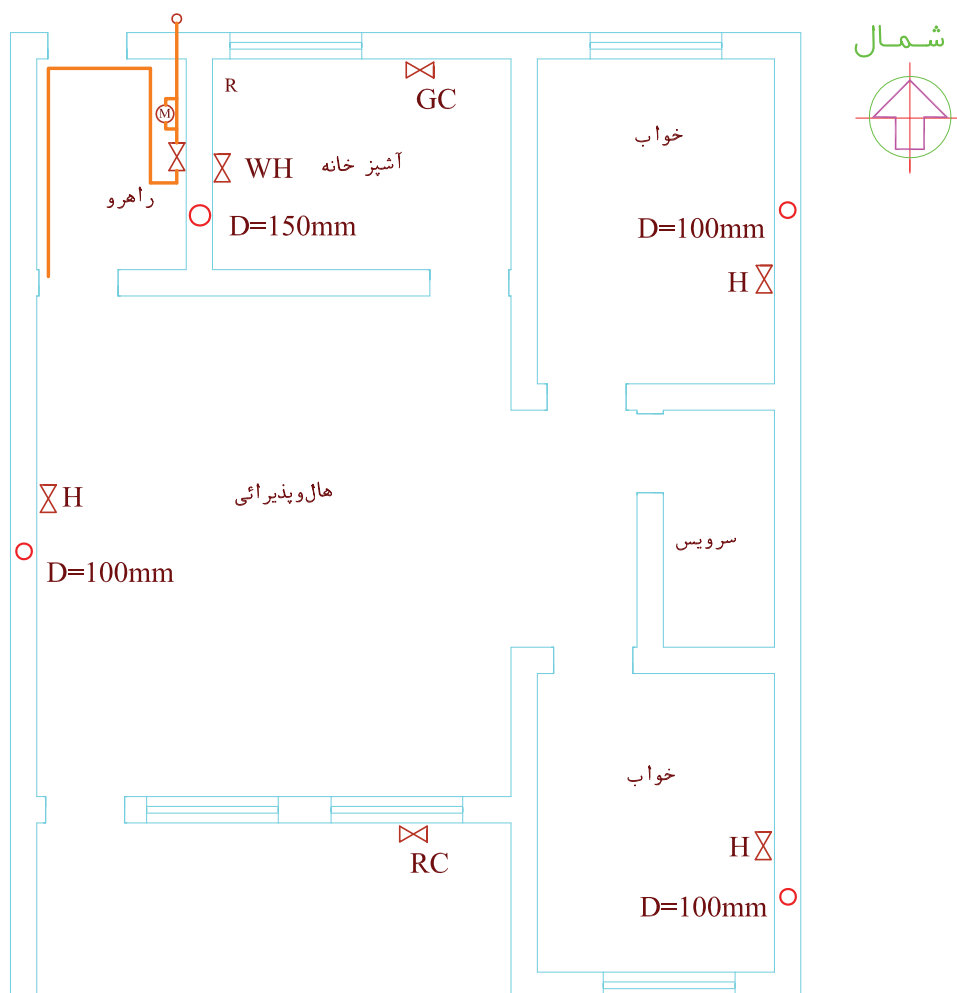 شمال
R
GC
خواب
M
WH
آشپز خانه
راهرو
D=150mm
D=100mm
H
H
هال‌وپذیرائی
سرویس
D=100mm
خواب
H
RC
D=100mm